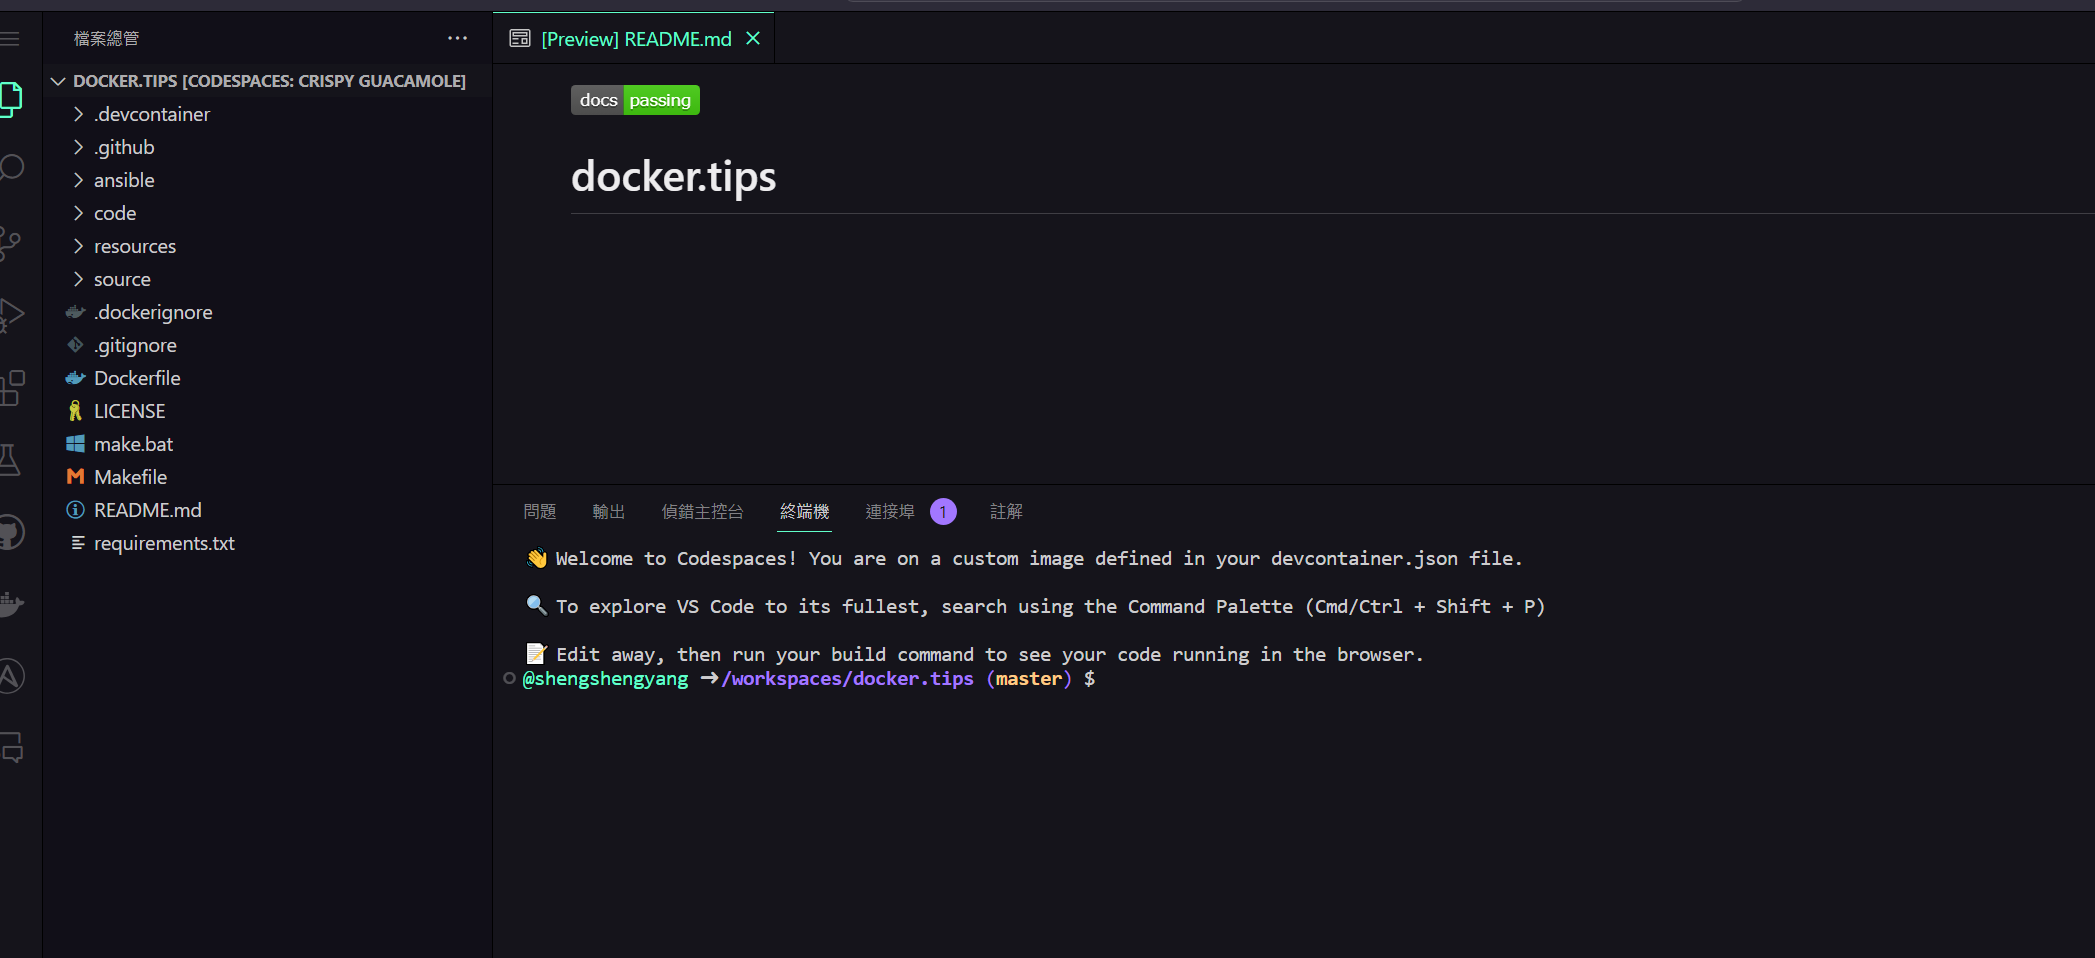 檔案總管
DOCKER.TIPS [CODESPACES: CRISPY GUACAMOLE]
.devcontainer
.github
ansible
code
resources
source
.dockerignore
.gitignore
Dockerfile
LICENSE
make.bat
Makefile
README.md
requirements.txt
[Preview] README.md
docs passing
docker.tips
問題 輸出 偵錯主控台 終端機 連接埠 1 註解
👋 Welcome to Codespaces! You are on a custom image defined in your devcontainer.json file.
🔍 To explore VS Code to its fullest, search using the Command Palette (Cmd/Ctrl + Shift + P)
📝 Edit away, then run your build command to see your code running in the browser.
@shengshengyang ➜ /workspaces/docker.tips (master) $